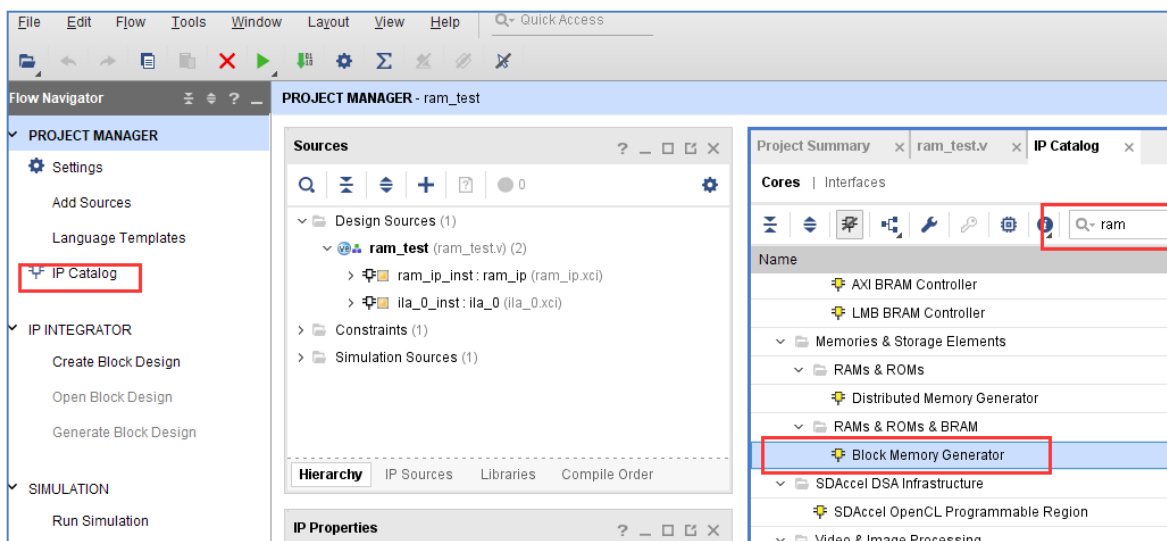 File Edit Flow Tools Window Layout View Help Quick Access
Flow Navigator
PROJECT MANAGER
Settings
Add Sources
Language Templates
IP Catalog
IP INTEGRATOR
Create Block Design
Open Block Design
Generate Block Design
SIMULATION
Run Simulation
PROJECT MANAGER - ram_test
Sources
0
Design Sources (1)
ram_test (ram_test.v) (2)
ram_ip_inst : ram_ip (ram_ip.xci)
ila_0_inst : ila_0 (ila_0.xci)
Constraints (1)
Simulation Sources (1)
Hierarchy IP Sources Libraries Compile Order
IP Properties
Project Summary ram_test.v IP Catalog
Cores | Interfaces
ram
Name
AXI BRAM Controller
LMB BRAM Controller
Memories & Storage Elements
RAMs & ROMs
Distributed Memory Generator
RAMs & ROMs & BRAM
Block Memory Generator
SDAccel DSA Infrastructure
SDAccel OpenCL Programmable Region
Video & Image Processing